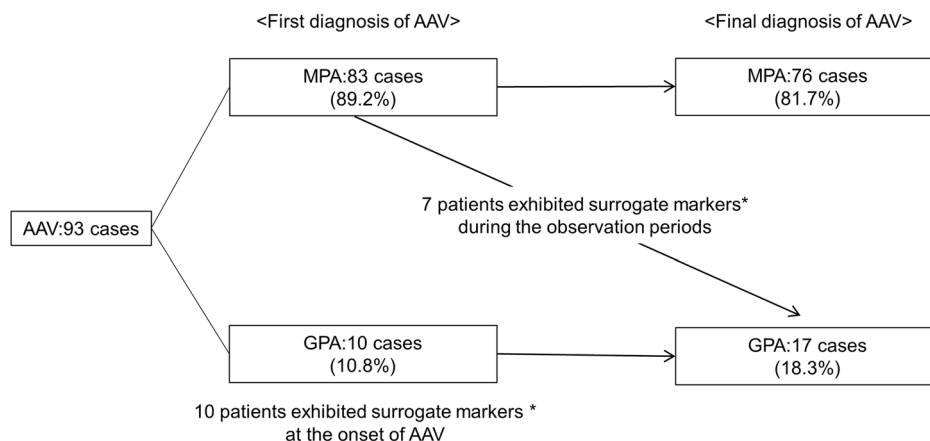 <First diagnosis of AAV>
<Final diagnosis of AAV>
MPA:83 cases
(89.2%)
MPA:76 cases
(81.7%)
7 patients exhibited surrogate markers*
during the observation periods
AAV:93 cases
GPA:10 cases
(10.8%)
GPA:17 cases
(18.3%)
10 patients exhibited surrogate markers *
at the onset of AAV